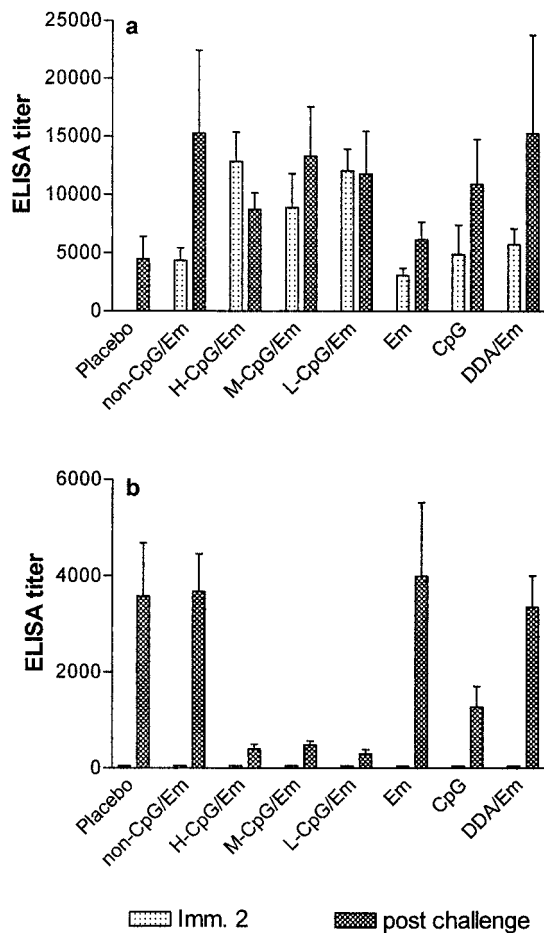 a
25000
20000
15000
10000
5000
0
ELISA titer
Placebo
non-CpG/Em
H-CpG/Em
M-CpG/Em
L-CpG/Em
Em
CpG
DDA/Em
b
6000
4000
2000
0
ELISA titer
Placebo
non-CpG/Em
H-CpG/Em
M-CpG/Em
L-CpG/Em
Em
CpG
DDA/Em
Imm. 2
post challenge